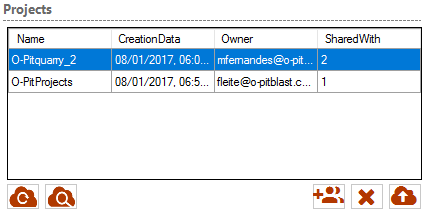 Projects
Name CreationData Owner SharedWith
O-Pitquarry_2 08/01/2017, 06:0... mfernandes@o-pit... 2
O-PitProjects 08/01/2017, 06:5... fleite@o-pitblast.c... 1